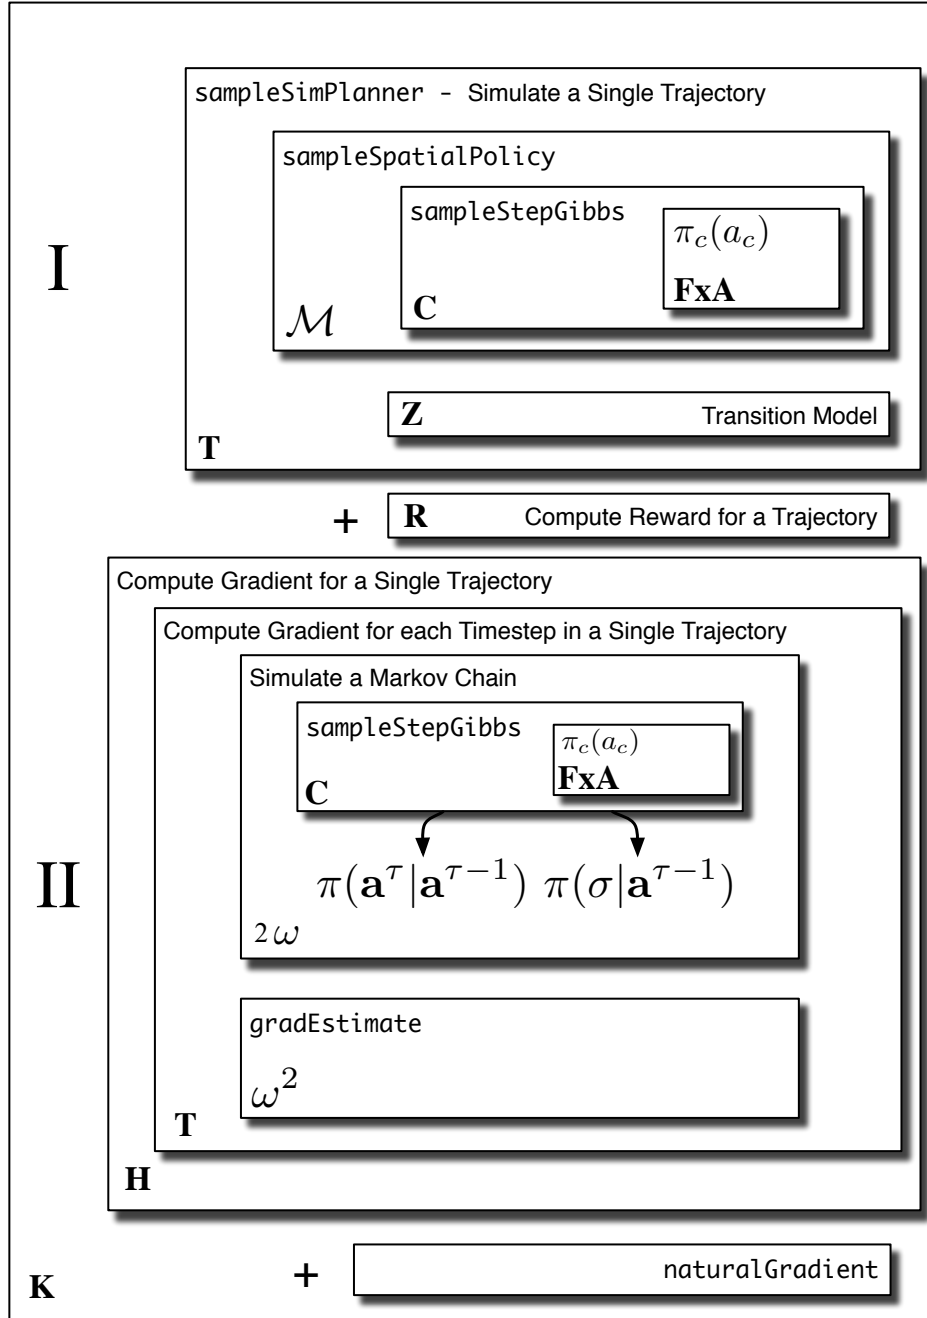 sampleSimPlanner - Simulate a Single Trajectory
sampleSpatialPolicy
sampleStepGibbs
π_c(a_c)
FxA
C
ℳ
I
Z Transition Model
T
+ R Compute Reward for a Trajectory
Compute Gradient for a Single Trajectory
Compute Gradient for each Timestep in a Single Trajectory
Simulate a Markov Chain
sampleStepGibbs
π_c(a_c)
FxA
C
II
π(𝐚^τ|𝐚^{τ−1}) π(σ|𝐚^{τ−1})
2ω
gradEstimate
ω²
T
H
+ naturalGradient
K